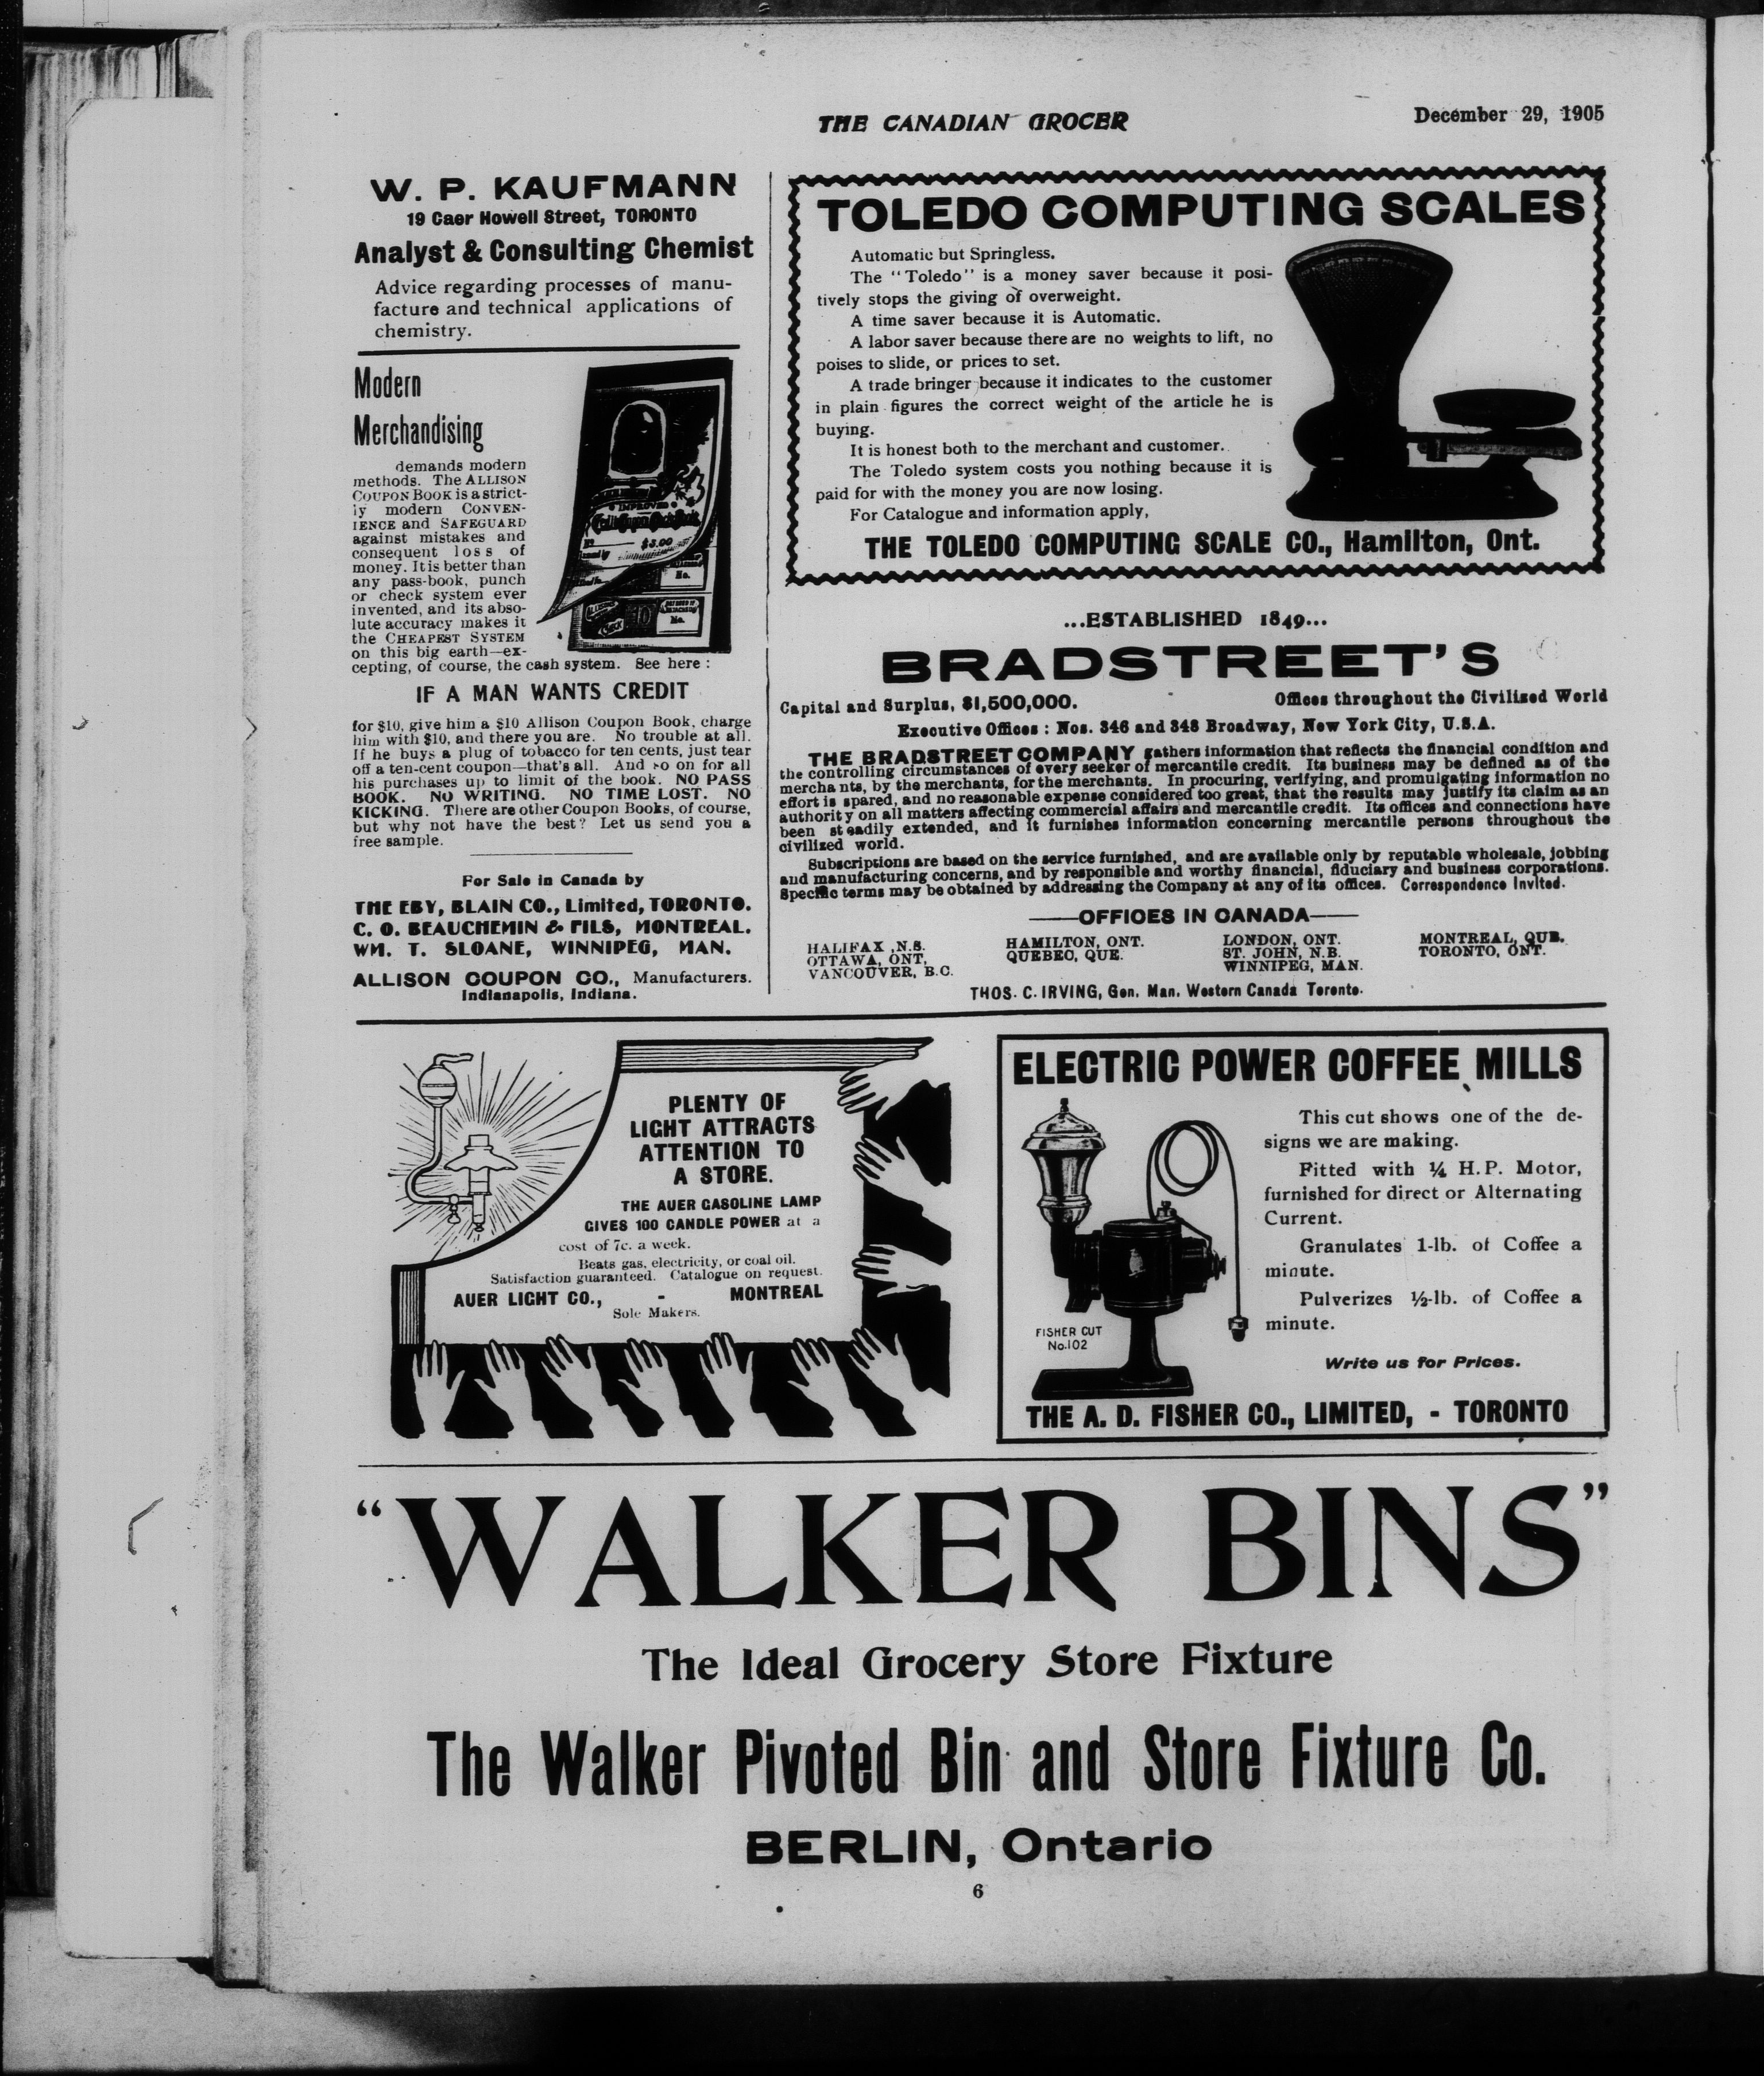 THE CANADIAN GROCER
December 29, 1905
W. P. KAUFMANN
19 Caer Howell Street, TORONTO
Analyst & Consulting Chemist
Advice regarding processes of manu-
facture and technical applications of
chemistry.
Modern
Merchandising
demands modern
methods. The ALLISON
COUPON BOOK is a strict-
ly modern CONVEN-
IENCE and SAFEGUARD
against mistakes and
consequent loss of
money. It is better than
any pass-book, punch
or check system ever
invented, and its abso-
lute accuracy makes it
the CHEAPEST SYSTEM
on this big earth—ex-
cepting, of course, the cash system. See here :
IMPROVED
$3.00
No.
10
No.
IF A MAN WANTS CREDIT
for $10, give him a $10 Allison Coupon Book, charge
him with $10, and there you are. No trouble at all.
If he buys a plug of tobacco for ten cents, just tear
off a ten-cent coupon—that's all. And so on for all
his purchases up to limit of the book. NO PASS
BOOK. NO WRITING. NO TIME LOST. NO
KICKING. There are other Coupon Books, of course,
but why not have the best? Let us send you a
free sample.
For Sale in Canada by
THE EBY, BLAIN CO., Limited, TORONTO.
C. O. BEAUCHEMIN & FILS, MONTREAL.
WM. T. SLOANE, WINNIPEG, MAN.
ALLISON COUPON CO., Manufacturers.
Indianapolis, Indiana.
TOLEDO COMPUTING SCALES
Automatic but Springless.
The "Toledo" is a money saver because it posi-
tively stops the giving of overweight.
A time saver because it is Automatic.
A labor saver because there are no weights to lift, no
poises to slide, or prices to set.
A trade bringer because it indicates to the customer
in plain figures the correct weight of the article he is
buying.
It is honest both to the merchant and customer.
The Toledo system costs you nothing because it is
paid for with the money you are now losing.
For Catalogue and information apply,
THE TOLEDO COMPUTING SCALE CO., Hamilton, Ont.
...ESTABLISHED 1849...
BRADSTREET'S
Capital and Surplus, $1,500,000.
Offices throughout the Civilized World
Executive Offices : Nos. 346 and 348 Broadway, New York City, U.S.A.
THE BRADSTREET COMPANY gathers information that reflects the financial condition and
the controlling circumstances of every seeker of mercantile credit. Its business may be defined as of the
merchants, by the merchants, for the merchants. In procuring, verifying, and promulgating information no
effort is spared, and no reasonable expense considered too great, that the results may justify its claim as an
authority on all matters affecting commercial affairs and mercantile credit. Its offices and connections have
been steadily extended, and it furnishes information concerning mercantile persons throughout the
civilized world.
Subscriptions are based on the service furnished, and are available only by reputable wholesale, jobbing
and manufacturing concerns, and by responsible and worthy financial, fiduciary and business corporations.
Specific terms may be obtained by addressing the Company at any of its offices. Correspondence Invited.
—OFFICES IN CANADA—
HALIFAX ,N.S.
OTTAWA, ONT,
VANCOUVER, B.C.
HAMILTON, ONT.
QUEBEC, QUE.
LONDON, ONT.
ST. JOHN, N.B.
WINNIPEG, MAN.
MONTREAL, QUE.
TORONTO, ONT.
THOS. C. IRVING, Gen. Man. Western Canada Toronto.
PLENTY OF
LIGHT ATTRACTS
ATTENTION TO
A STORE.
THE AUER GASOLINE LAMP
GIVES 100 CANDLE POWER at a
cost of 7c. a week.
Beats gas, electricity, or coal oil.
Satisfaction guaranteed. Catalogue on request.
AUER LIGHT CO., - MONTREAL
Sole Makers.
ELECTRIC POWER COFFEE MILLS
This cut shows one of the de-
signs we are making.
Fitted with ¼ H.P. Motor,
furnished for direct or Alternating
Current.
Granulates 1-lb. of Coffee a
minute.
Pulverizes ½-lb. of Coffee a
minute.
FISHER CUT
No.102
Write us for Prices.
THE A. D. FISHER CO., LIMITED, - TORONTO
"WALKER BINS"
The Ideal Grocery Store Fixture
The Walker Pivoted Bin and Store Fixture Co.
BERLIN, Ontario
6